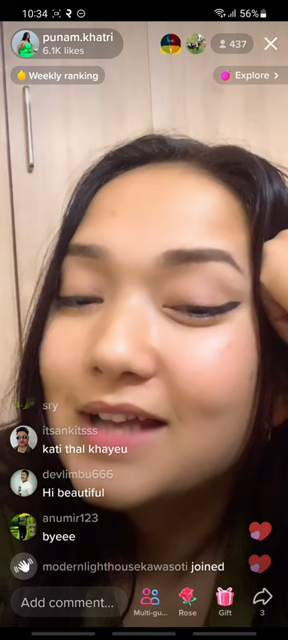 10:34 56%
punam.khatri
6.1K likes
437
Weekly ranking
Explore >
sry
itsankitsss
kati thal khayeu
devlimbu666
Hi beautiful
anumir123
byeee
modernlighthousekawasoti joined
Add comment...
Multi-gu...
Rose
Gift
3